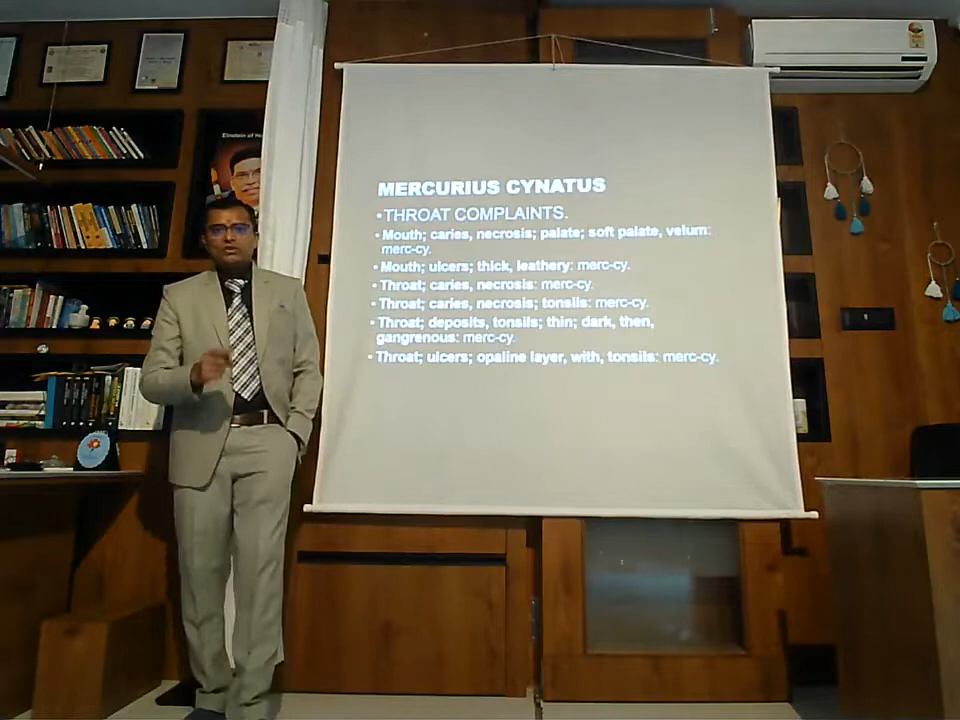 Einstein of
MERCURIUS CYNATUS
•THROAT COMPLAINTS.
•Mouth; caries, necrosis; palate; soft palate, velum:
merc-cy.
•Mouth; ulcers; thick, leathery: merc-cy.
•Throat; caries, necrosis: merc-cy.
•Throat; caries, necrosis; tonsils: merc-cy.
•Throat; deposits, tonsils; thin; dark, then,
gangrenous: merc-cy.
•Throat; ulcers; opaline layer, with, tonsils: merc-cy.